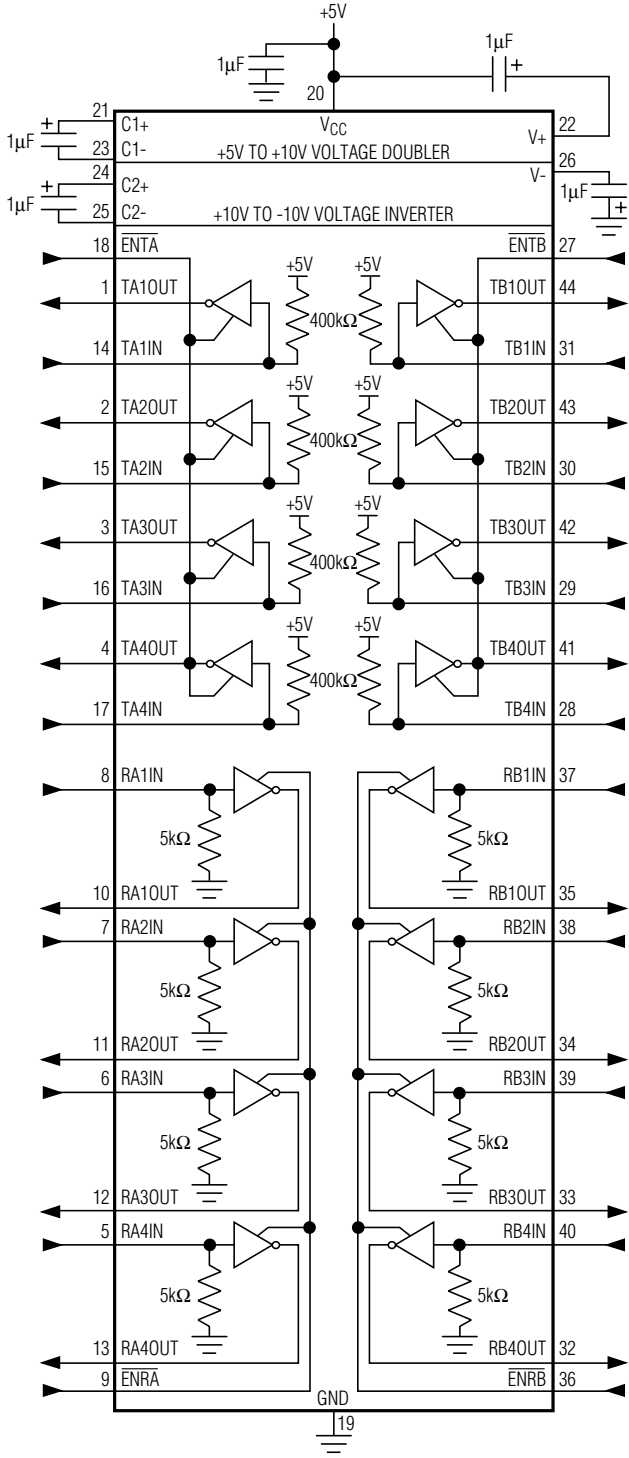 +5V
1μF
1μF
20
21
C1+
VCC
22
V+
1μF
23
C1-
+5V TO +10V VOLTAGE DOUBLER
26
V-
24
C2+
1μF
1μF
25
C2-
+10V TO -10V VOLTAGE INVERTER
18
ENTA
ENTB
27
1
TA1OUT
+5V
+5V
TB1OUT
44
400kΩ
14
TA1IN
TB1IN
31
2
TA2OUT
+5V
+5V
TB2OUT
43
400kΩ
15
TA2IN
TB2IN
30
3
TA3OUT
+5V
+5V
TB3OUT
42
400kΩ
16
TA3IN
TB3IN
29
4
TA4OUT
+5V
+5V
TB4OUT
41
400kΩ
17
TA4IN
TB4IN
28
8
RA1IN
RB1IN
37
5kΩ
5kΩ
10
RA1OUT
RB1OUT
35
7
RA2IN
RB2IN
38
5kΩ
5kΩ
11
RA2OUT
RB2OUT
34
6
RA3IN
RB3IN
39
5kΩ
5kΩ
12
RA3OUT
RB3OUT
33
5
RA4IN
RB4IN
40
5kΩ
5kΩ
13
RA4OUT
RB4OUT
32
9
ENRA
ENRB
36
GND
19